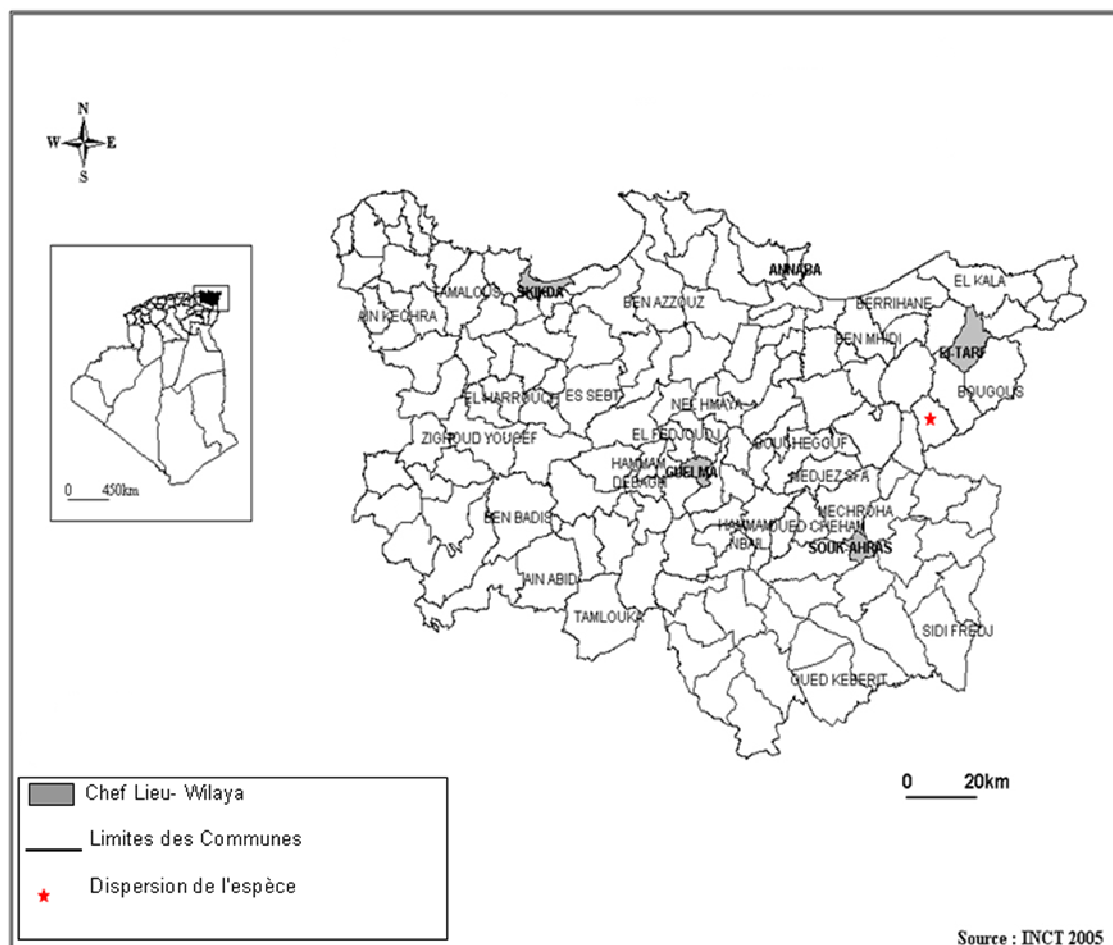 N
W E
S
0 450km
ANNABA
EL KALA
TAMALOUS
SKIKDA
BEN AZZOUZ
BERRIHANE
AIN KECHRA
BEN MHIDI
El-TARF
BOUGOUS
EL HARROUCH
ES SEBT
NECHMAYA
ZIGHOUD YOUCEF
EL FEDJOUDJ
BOUCHEGOUF
HAMMAM
DEBAGH
GUELMA
MEDJEZ SFA
BEN BADIS
MECHROHA
HAMMAM
NBAIL
OUED CHEHAM
SOUK-AHRAS
AIN ABID
TAMLOUKA
SIDI FREDJ
OUED KEBERIT
0 20km
Chef Lieu- Wilaya
Limites des Communes
Dispersion de l'espèce
Source : INCT 2005